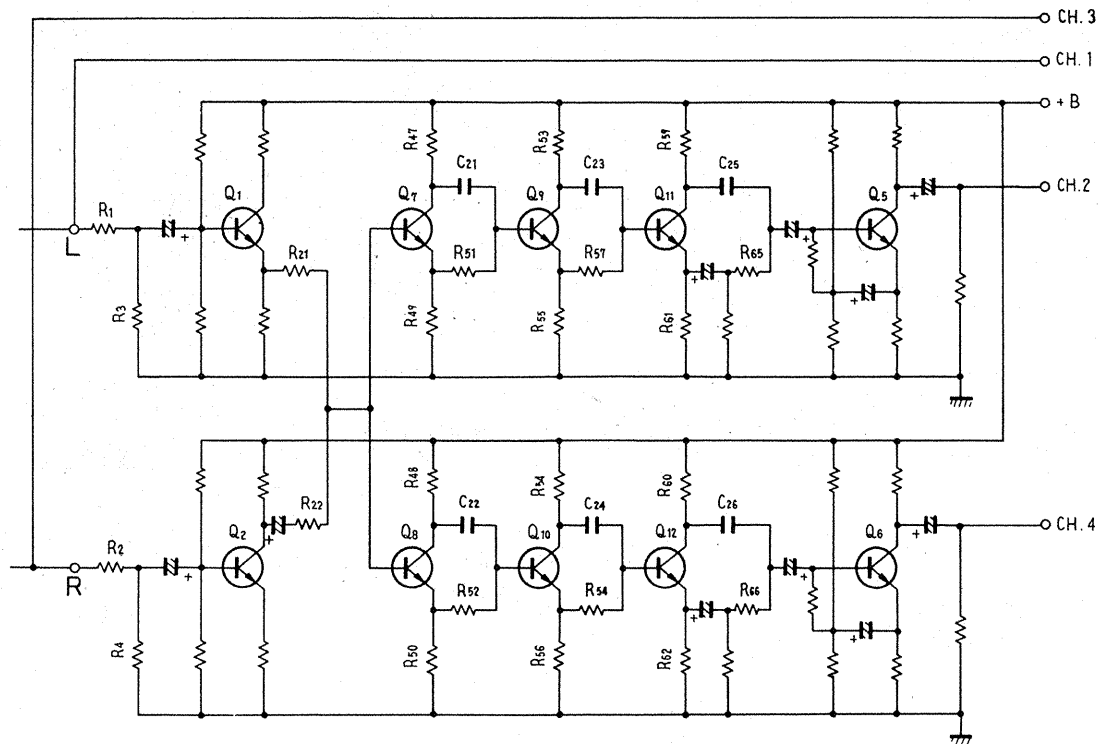 CH. 3
CH. 1
+ B
R47
R53
R59
C21
C23
C25
Q1
Q7
Q9
Q11
Q5
CH.2
R1
L
+
R21
R51
R57
R65
+
+
+
+
R3
R49
R55
R61
R48
R54
R60
C22
C24
C26
R22
Q2
Q8
Q10
Q12
Q6
CH.4
R2
R
+
+
R52
R54
R66
+
+
+
+
R4
R50
R56
R62